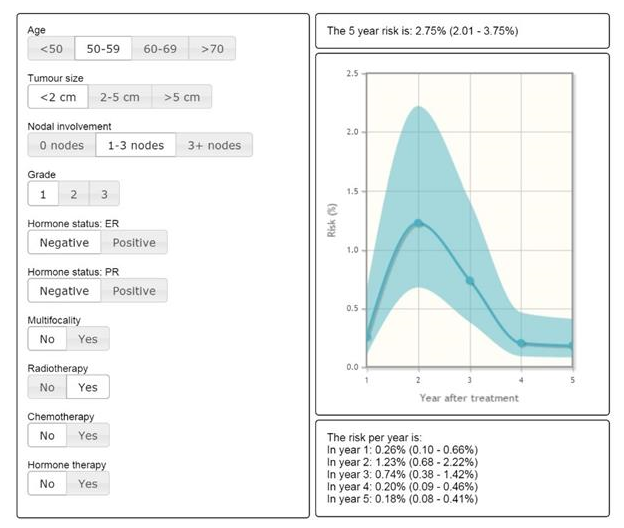 Age
<50 50-59 60-69 >70
Tumour size
<2 cm 2-5 cm >5 cm
Nodal involvement
0 nodes 1-3 nodes 3+ nodes
Grade
1 2 3
Hormone status: ER
Negative Positive
Hormone status: PR
Negative Positive
Multifocality
No Yes
Radiotherapy
No Yes
Chemotherapy
No Yes
Hormone therapy
No Yes
The 5 year risk is: 2.75% (2.01 - 3.75%)
2.5
2.0
1.5
1.0
0.5
0.0
Risk (%)
1 2 3 4 5
Year after treatment
The risk per year is:
In year 1: 0.26% (0.10 - 0.66%)
In year 2: 1.23% (0.68 - 2.22%)
In year 3: 0.74% (0.38 - 1.42%)
In year 4: 0.20% (0.09 - 0.46%)
In year 5: 0.18% (0.08 - 0.41%)